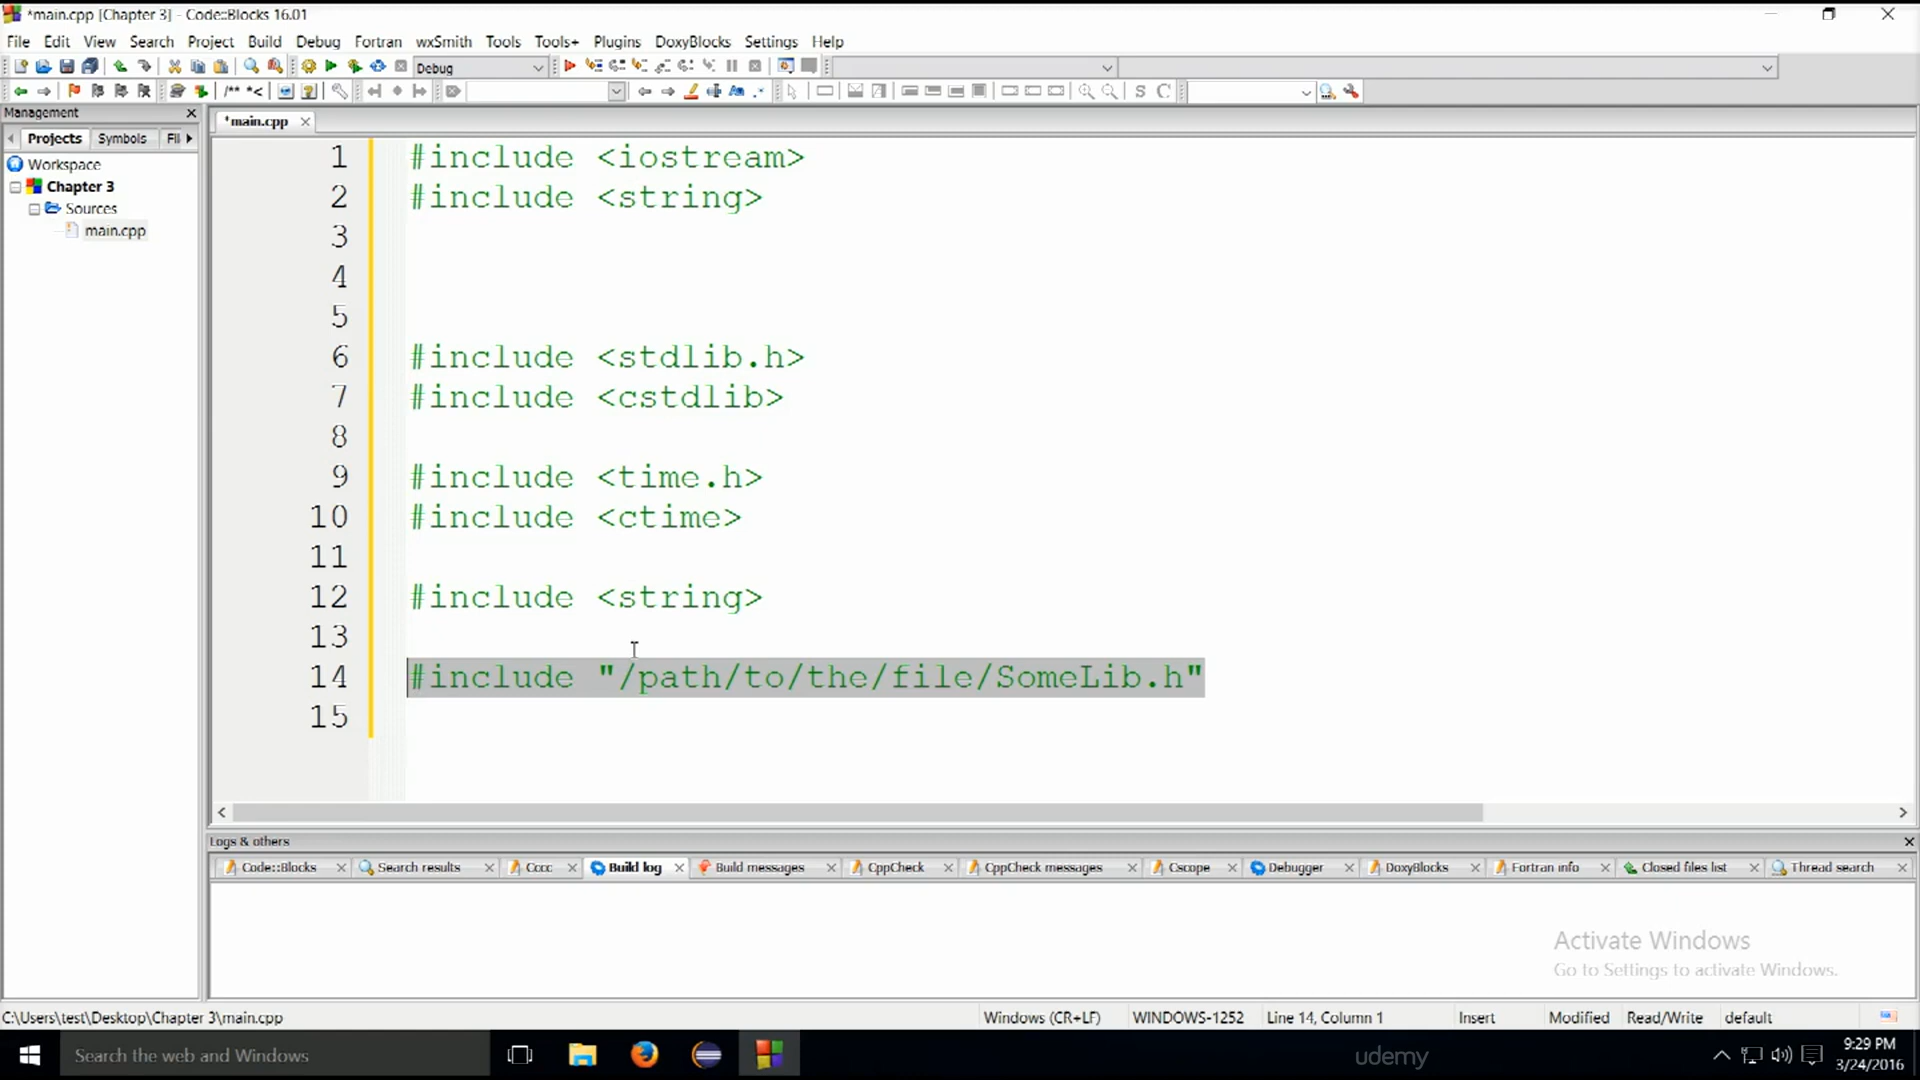 *main.cpp [Chapter 3] - Code::Blocks 16.01
File Edit View Search Project Build Debug Fortran wxSmith Tools Tools+ Plugins DoxyBlocks Settings Help
Debug
/** *<
S C
Management
*main.cpp
Projects Symbols Fil
Workspace
Chapter 3
Sources
main.cpp
1 #include <iostream>
2 #include <string>
3
4
5
6 #include <stdlib.h>
7 #include <cstdlib>
8
9 #include <time.h>
10 #include <ctime>
11
12 #include <string>
13
14 #include "/path/to/the/file/SomeLib.h"
15
Logs & others
Code::Blocks Search results Cccc Build log Build messages CppCheck CppCheck messages Cscope Debugger DoxyBlocks Fortran info Closed files list Thread search
Activate Windows
Go to Settings to activate Windows.
C:\Users\test\Desktop\Chapter 3\main.cpp Windows (CR+LF) WINDOWS-1252 Line 14, Column 1 Insert Modified Read/Write default
Search the web and Windows
udemy
9:29 PM
3/24/2016